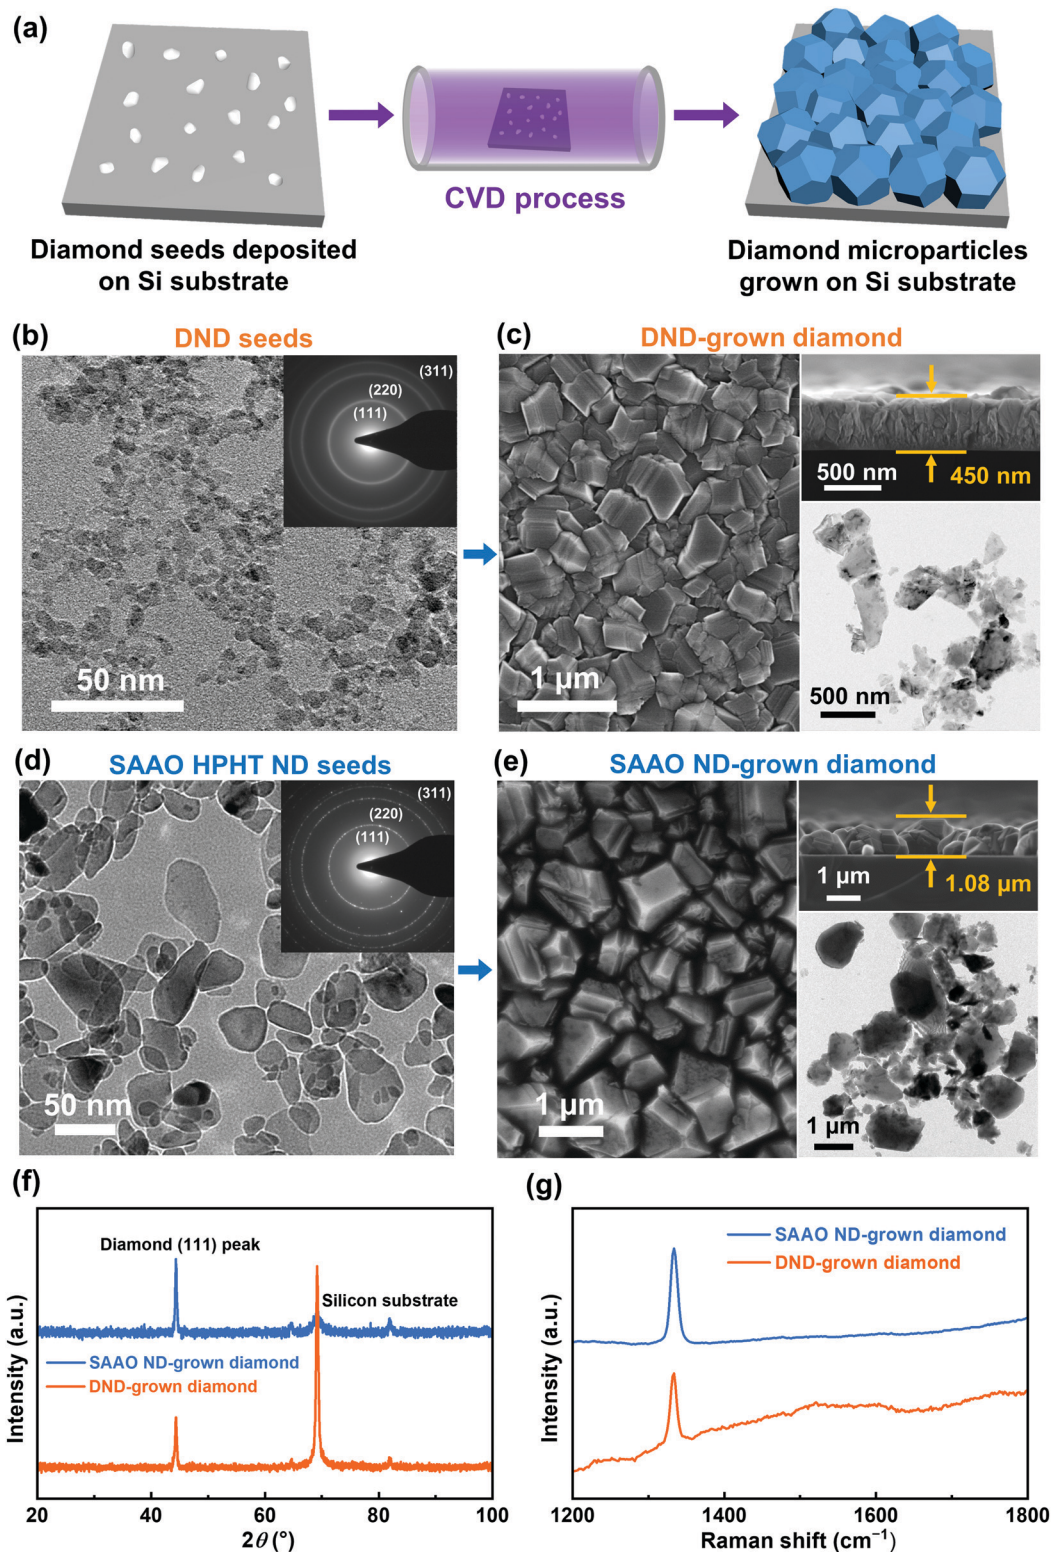 (a)
CVD process
Diamond seeds deposited
on Si substrate
Diamond microparticles
grown on Si substrate
(b)
DND seeds
(311)
(220)
(111)
50 nm
(c)
DND-grown diamond
500 nm
450 nm
1 µm
500 nm
(d)
SAAO HPHT ND seeds
(311)
(220)
(111)
50 nm
(e)
SAAO ND-grown diamond
1 µm
1.08 µm
1 µm
1 µm
(f)
Diamond (111) peak
Silicon substrate
SAAO ND-grown diamond
DND-grown diamond
Intensity (a.u.)
20 40 60 80 100
2θ (°)
(g)
SAAO ND-grown diamond
DND-grown diamond
Intensity (a.u.)
1200 1400 1600 1800
Raman shift (cm⁻¹)